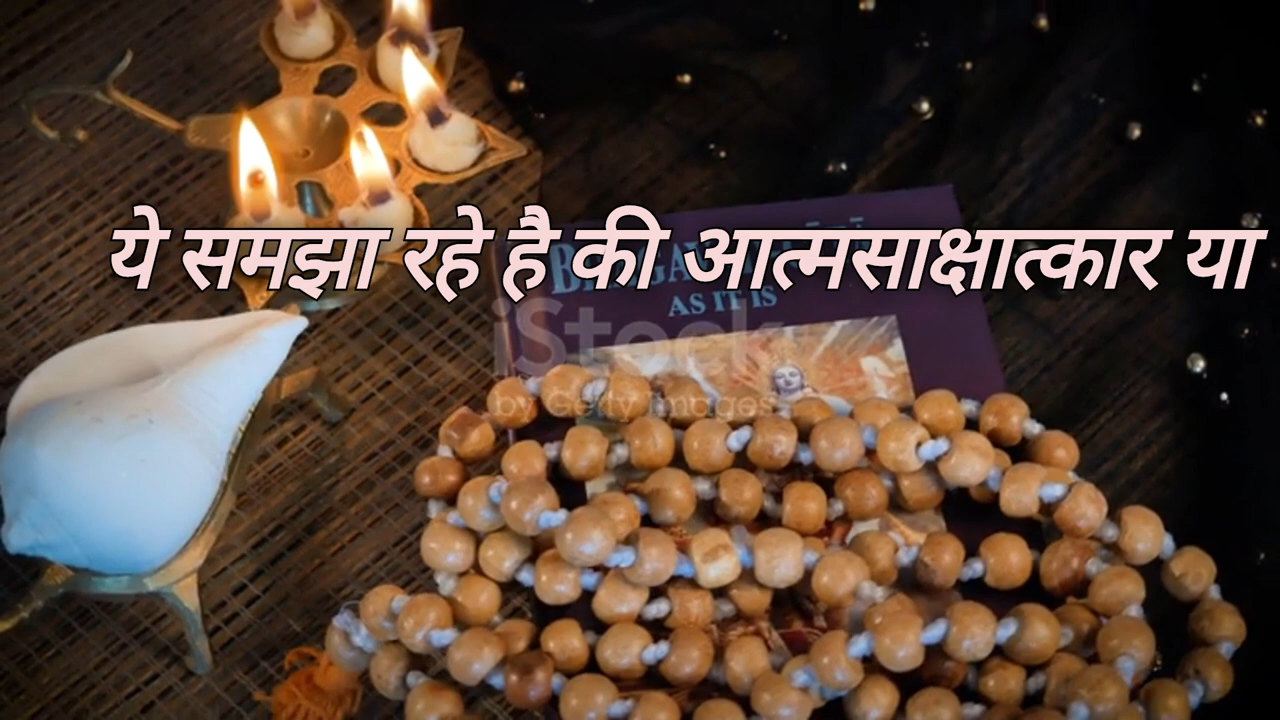 ये समझा रहे है की आत्मसाक्षात्कार या
AS IT IS
iStock
by Getty Images